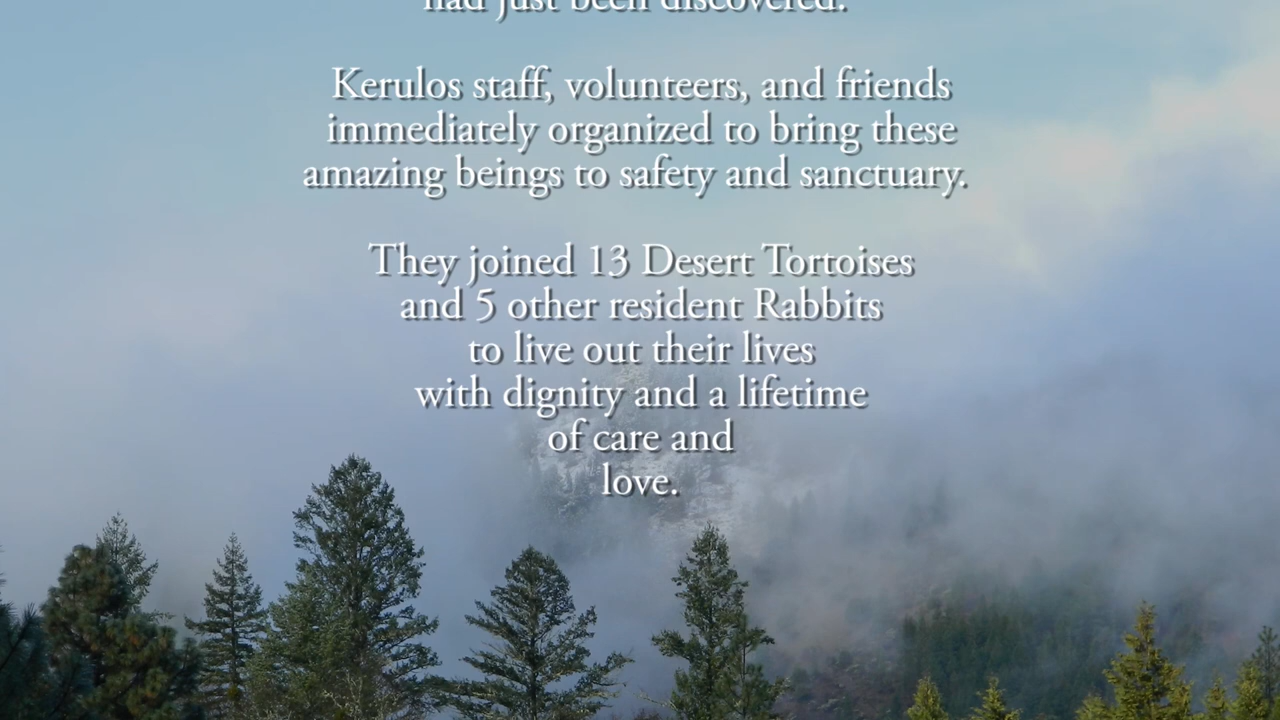 had just been discovered.
Kerulos staff, volunteers, and friends
immediately organized to bring these
amazing beings to safety and sanctuary.
They joined 13 Desert Tortoises
and 5 other resident Rabbits
to live out their lives
with dignity and a lifetime
of care and
love.